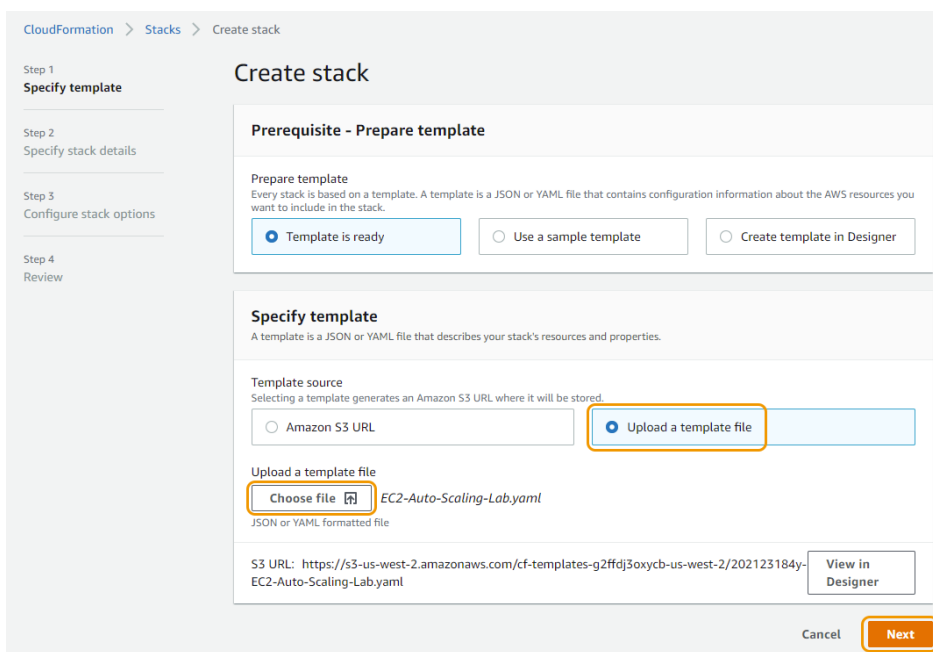 CloudFormation > Stacks > Create stack
Step 1
Specify template
Step 2
Specify stack details
Step 3
Configure stack options
Step 4
Review
Create stack
Prerequisite - Prepare template
Prepare template
Every stack is based on a template. A template is a JSON or YAML file that contains configuration information about the AWS resources you
want to include in the stack.
Template is ready
Use a sample template
Create template in Designer
Specify template
A template is a JSON or YAML file that describes your stack's resources and properties.
Template source
Selecting a template generates an Amazon S3 URL where it will be stored.
Amazon S3 URL
Upload a template file
Upload a template file
Choose file EC2-Auto-Scaling-Lab.yaml
JSON or YAML formatted file
S3 URL: https://s3-us-west-2.amazonaws.com/cf-templates-g2ffdj3oxycb-us-west-2/202123184y-
EC2-Auto-Scaling-Lab.yaml
View in
Designer
Cancel
Next